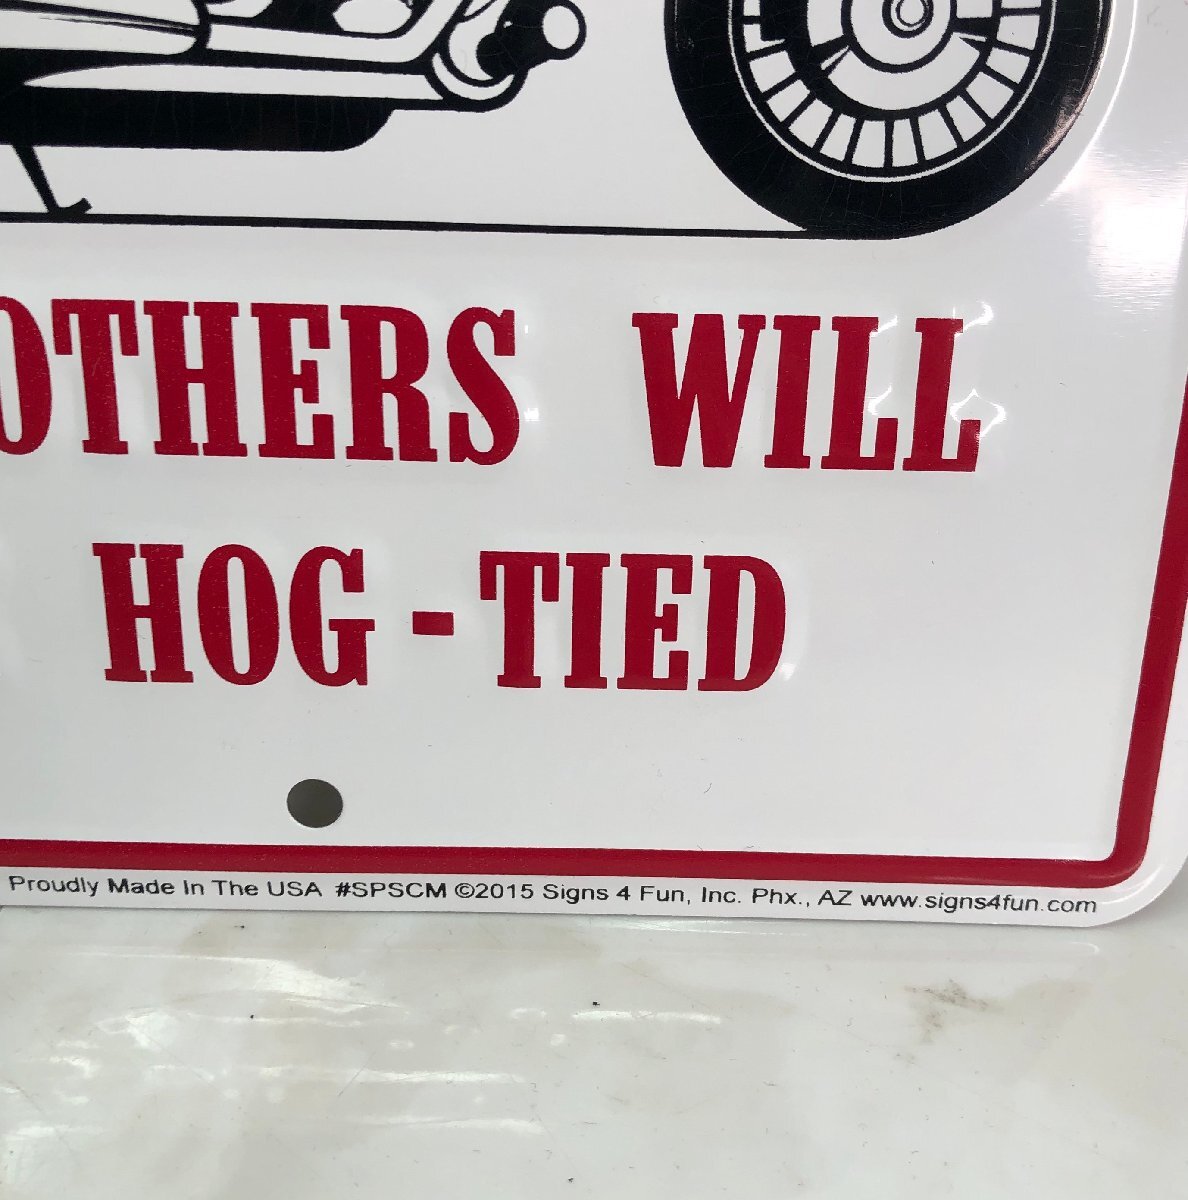 OTHERS WILL
HOG-TIED
Proudly Made In The USA #SPSCM ©2015 Signs 4 Fun, Inc. Phx., AZ www.signs4fun.com